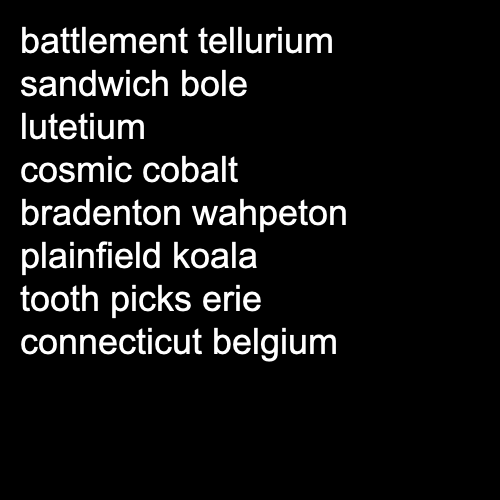 battlement tellurium
sandwich bole
lutetium
cosmic cobalt
bradenton wahpeton
plainfield koala
tooth picks erie
connecticut belgium